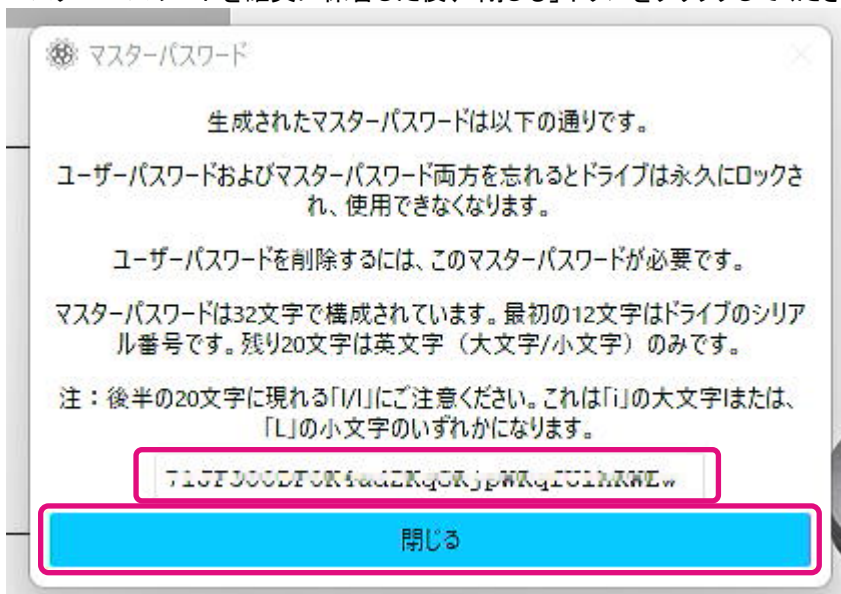 マスターパスワード
生成されたマスターパスワードは以下の通りです。
ユーザーパスワードおよびマスターパスワード両方を忘れるとドライブは永久にロックさ
れ、使用できなくなります。
ユーザーパスワードを削除するには、このマスターパスワードが必要です。
マスターパスワードは32文字で構成されています。最初の12文字はドライブのシリア
ル番号です。残り20文字は英文字（大文字/小文字）のみです。
注：後半の20文字に現れる「I/l」にご注意ください。これは「i」の大文字Iまたは、
「L」の小文字のいずれかになります。
閉じる